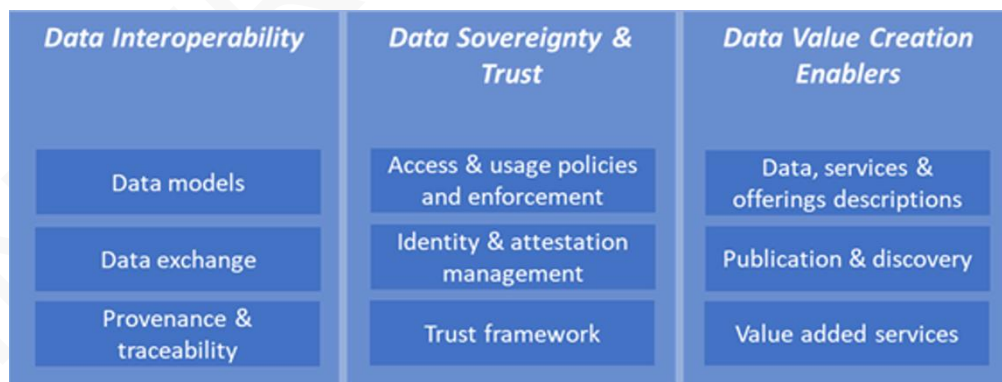 Data Interoperability
Data models
Data exchange
Provenance &
traceability
Data Sovereignty &
Trust
Access & usage policies
and enforcement
Identity & attestation
management
Trust framework
Data Value Creation
Enablers
Data, services &
offerings descriptions
Publication & discovery
Value added services